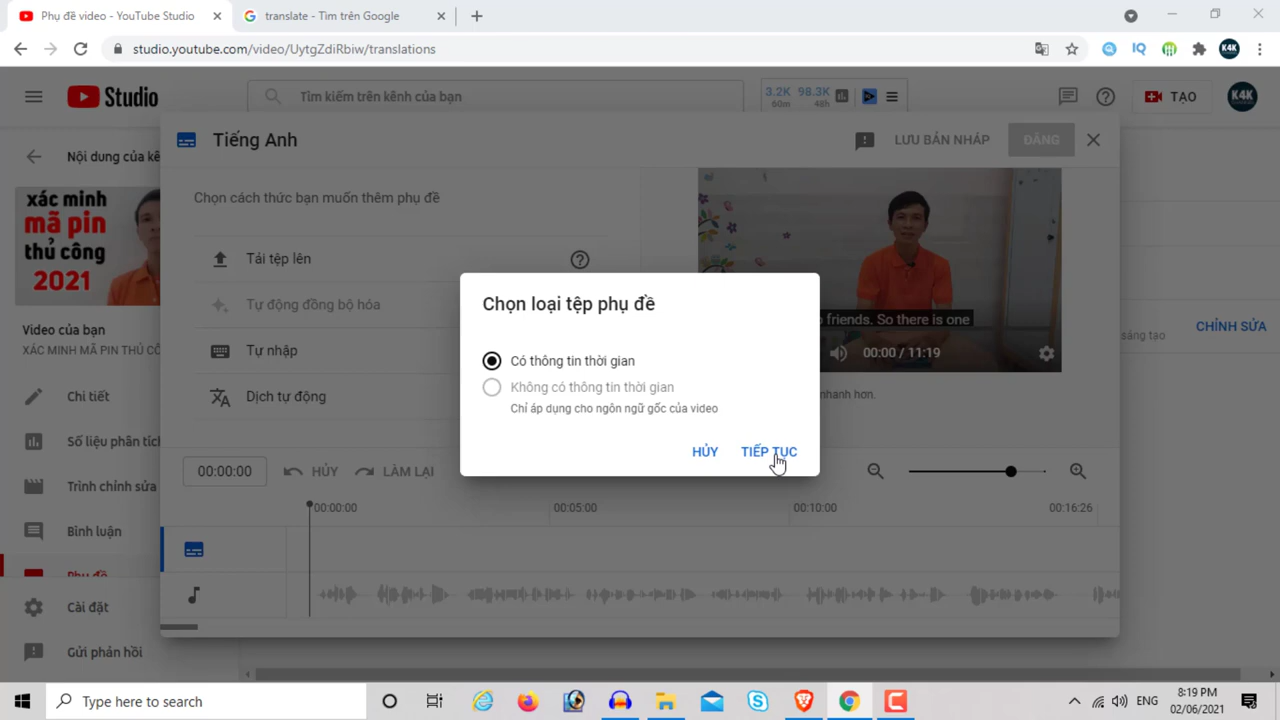 Phụ đề video - YouTube Studio
translate - Tìm trên Google
studio.youtube.com/video/UytgZdiRbiw/translations
IQ
K4K
Studio
Tìm kiếm trên kênh của bạn
3.2K 98.3K
60m 48h
TẠO
K4K
Nội dung của kê
Tiếng Anh
LƯU BẢN NHÁP
ĐĂNG
xác minh
mã pin
thủ công
2021
Chọn cách thức bạn muốn thêm phụ đề
Tải tệp lên
Tự động đồng bộ hóa
Tự nhập
Dịch tự động
friends. So there is one
00:00 / 11:19
nhanh hơn.
sáng tạo
CHỈNH SỬA
Chọn loại tệp phụ đề
Có thông tin thời gian
Không có thông tin thời gian
Chỉ áp dụng cho ngôn ngữ gốc của video
HỦY
TIẾP TỤC
Video của bạn
XÁC MINH MÃ PIN THỦ CÔ
Chi tiết
Số liệu phân tích
Trình chỉnh sửa
Bình luận
Phụ đề
Cài đặt
Gửi phản hồi
00:00:00
HỦY
LÀM LẠI
00:00:00
00:05:00
00:10:00
00:16:26
Type here to search
ENG
8:19 PM
02/06/2021